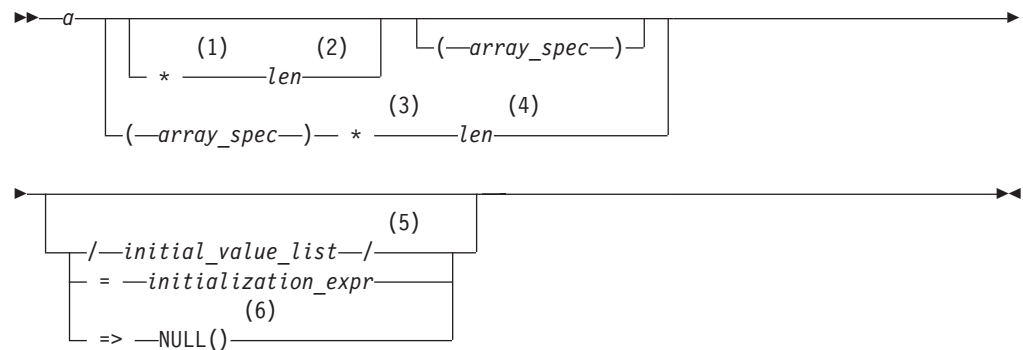 a
(1) (2)
* len
( array_spec )
(3) (4)
( array_spec ) * len
(5)
/ initial_value_list /
= initialization_expr
(6)
=> NULL()